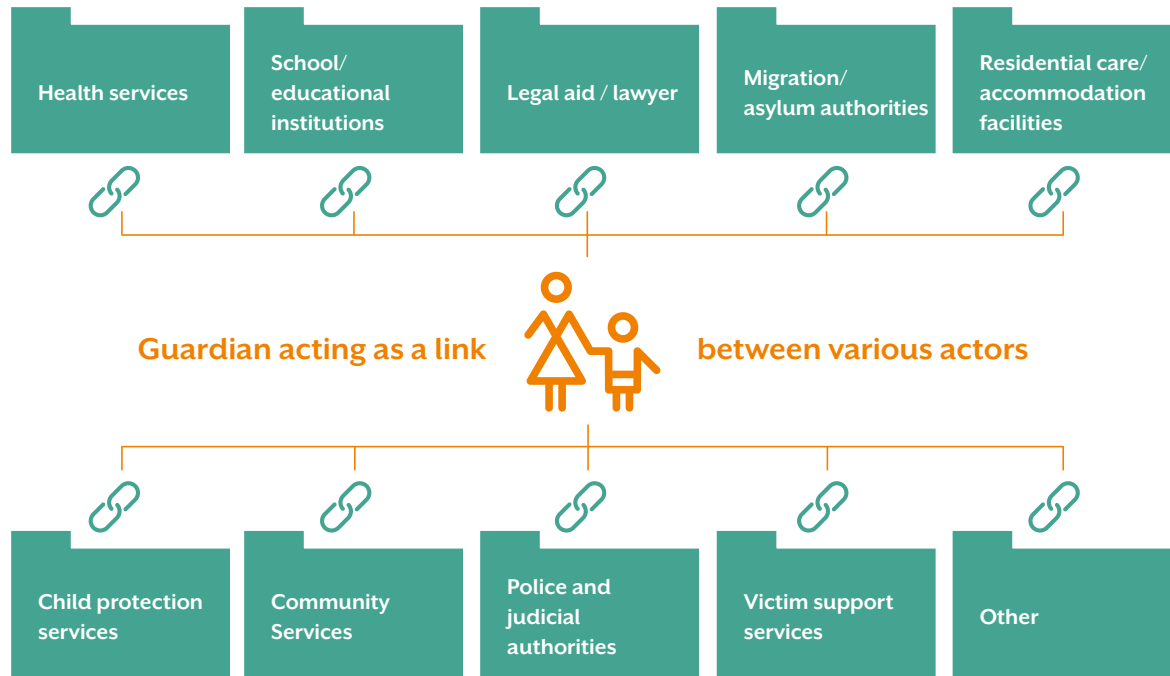 Health services
School/
educational
institutions
Legal aid / lawyer
Migration/
asylum authorities
Residential care/
accommodation
facilities
Guardian acting as a link
between various actors
Child protection
services
Community
Services
Police and
judicial
authorities
Victim support
services
Other